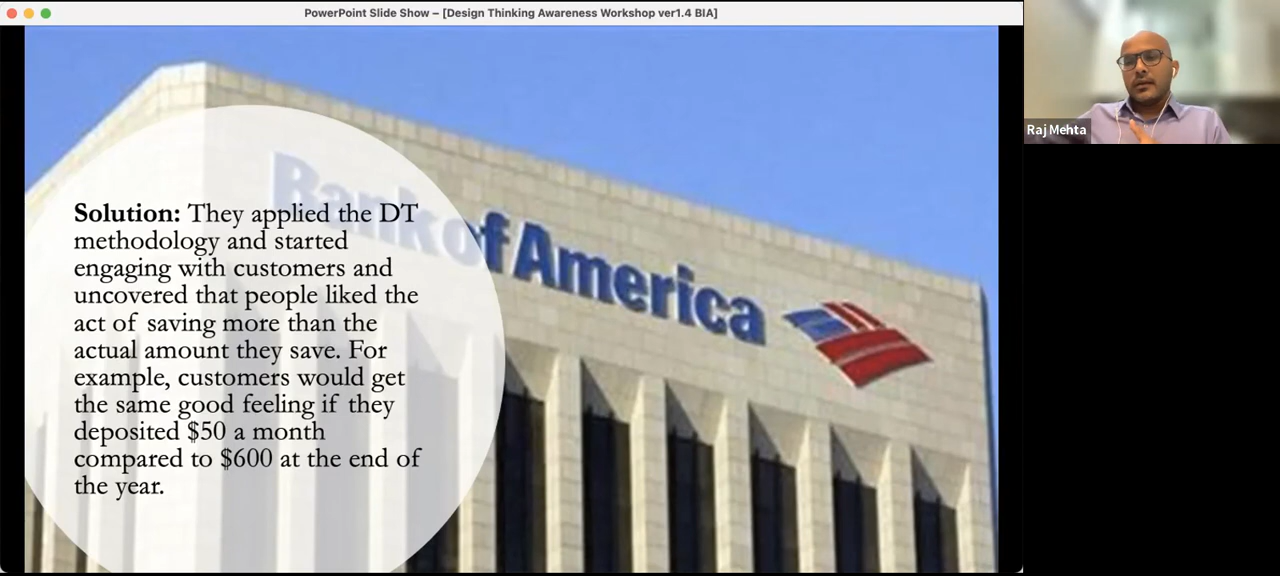 PowerPoint Slide Show – [Design Thinking Awareness Workshop ver1.4 BIA]
Bank of America
Solution: They applied the DT
methodology and started
engaging with customers and
uncovered that people liked the
act of saving more than the
actual amount they save. For
example, customers would get
the same good feeling if they
deposited $50 a month
compared to $600 at the end of
the year.
Raj Mehta